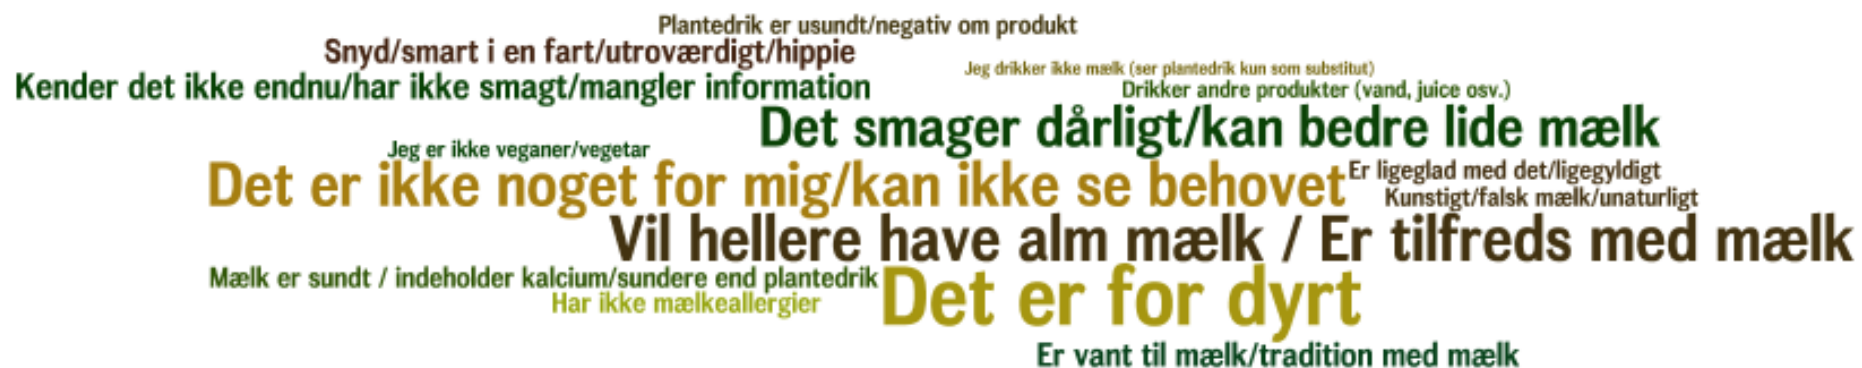 Plantedrik er usundt/negativ om produkt
Snyd/smart i en fart/utroværdigt/hippie
Jeg drikker ikke mælk (ser plantedrik kun som substitut)
Kender det ikke endnu/har ikke smagt/mangler information
Drikker andre produkter (vand, juice osv.)
Det smager dårligt/kan bedre lide mælk
Jeg er ikke veganer/vegetar
Det er ikke noget for mig/kan ikke se behovet
Er ligeglad med det/ligegyldigt
Kunstigt/falsk mælk/unaturligt
Vil hellere have alm mælk / Er tilfreds med mælk
Mælk er sundt / indeholder kalcium/sundere end plantedrik
Har ikke mælkeallergier
Det er for dyrt
Er vant til mælk/tradition med mælk